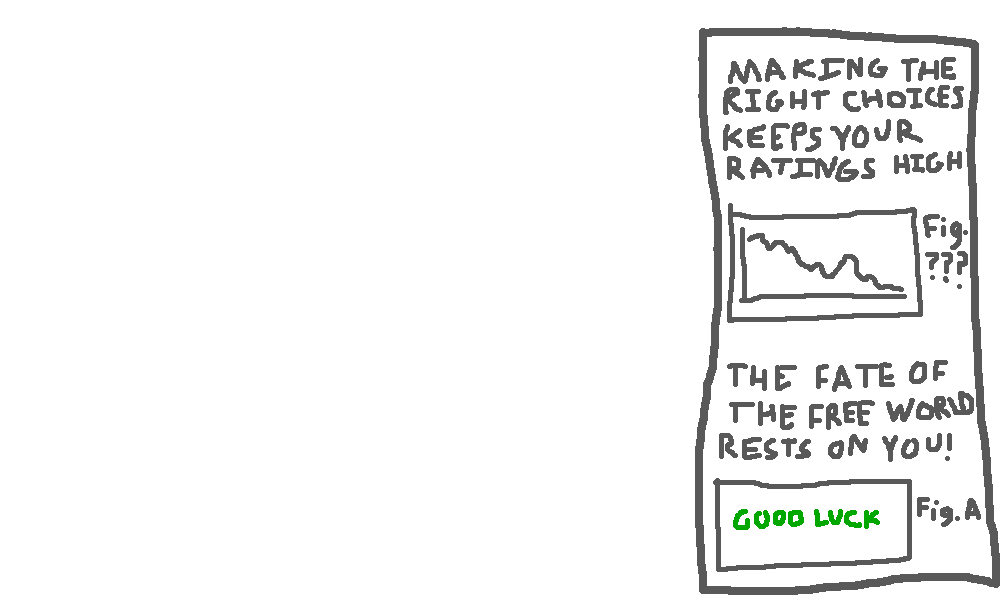 MAKING THE
RIGHT CHOICES
KEEPS YOUR
RATINGS HIGH
Fig.
???
THE FATE OF
THE FREE WORLD
RESTS ON YOU!
GOOD LUCK
Fig. A